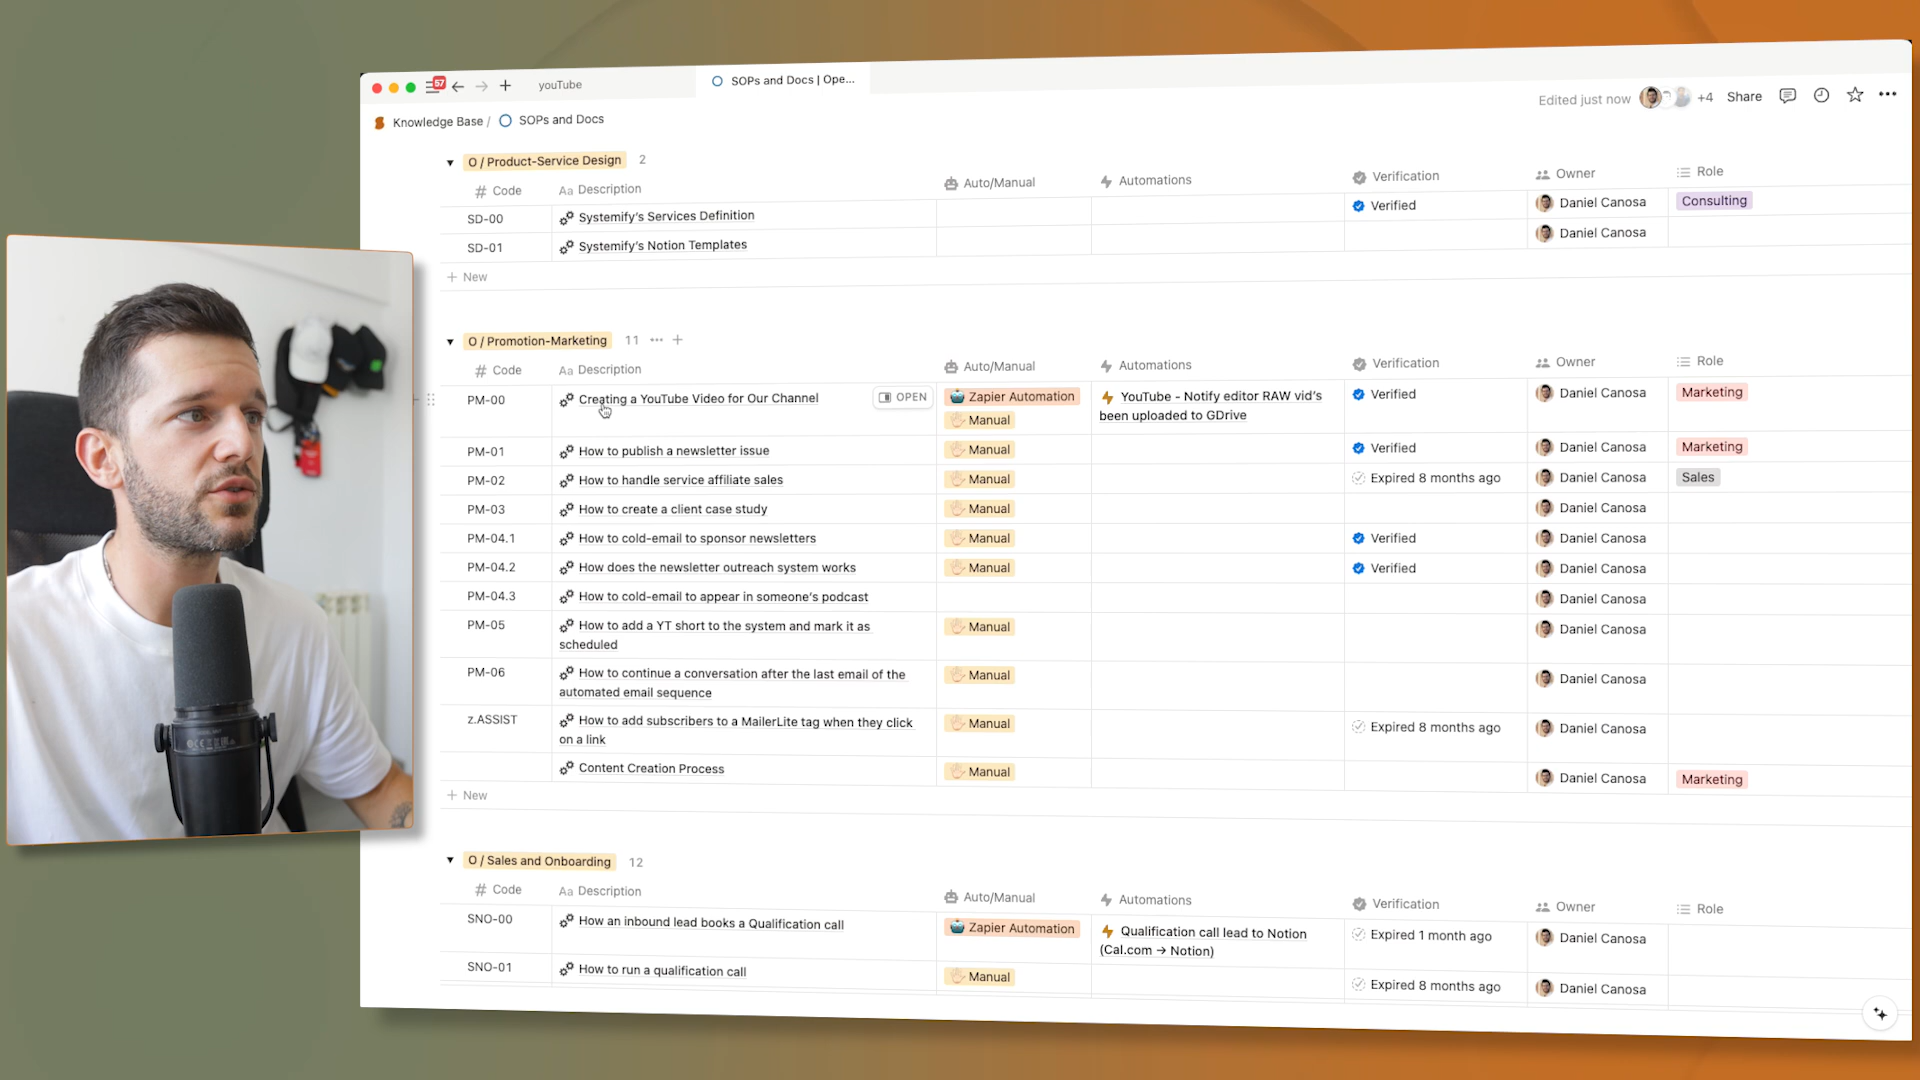 57
youTube
SOPs and Docs | Ope...
Knowledge Base / SOPs and Docs
Edited just now +4 Share
O / Product-Service Design 2
Code Aa Description Auto/Manual Automations Verification Owner Role
SD-00 Systemify's Services Definition Verified Daniel Canosa Consulting
SD-01 Systemify's Notion Templates Daniel Canosa
+ New
O / Promotion-Marketing 11
Code Aa Description Auto/Manual Automations Verification Owner Role
PM-00 Creating a YouTube Video for Our Channel OPEN Zapier Automation YouTube - Notify editor RAW vid's Verified Daniel Canosa Marketing
Manual been uploaded to GDrive
PM-01 How to publish a newsletter issue Manual Verified Daniel Canosa Marketing
PM-02 How to handle service affiliate sales Manual Expired 8 months ago Daniel Canosa Sales
PM-03 How to create a client case study Manual Daniel Canosa
PM-04.1 How to cold-email to sponsor newsletters Manual Verified Daniel Canosa
PM-04.2 How does the newsletter outreach system works Manual Verified Daniel Canosa
PM-04.3 How to cold-email to appear in someone's podcast Daniel Canosa
PM-05 How to add a YT short to the system and mark it as Manual Daniel Canosa
scheduled
PM-06 How to continue a conversation after the last email of the Manual Daniel Canosa
automated email sequence
z.ASSIST How to add subscribers to a MailerLite tag when they click Manual Expired 8 months ago Daniel Canosa
on a link
Content Creation Process Manual Daniel Canosa Marketing
+ New
O / Sales and Onboarding 12
Code Aa Description Auto/Manual Automations Verification Owner Role
SNO-00 How an inbound lead books a Qualification call Zapier Automation Qualification call lead to Notion Expired 1 month ago Daniel Canosa
(Cal.com → Notion)
SNO-01 How to run a qualification call Manual Expired 8 months ago Daniel Canosa